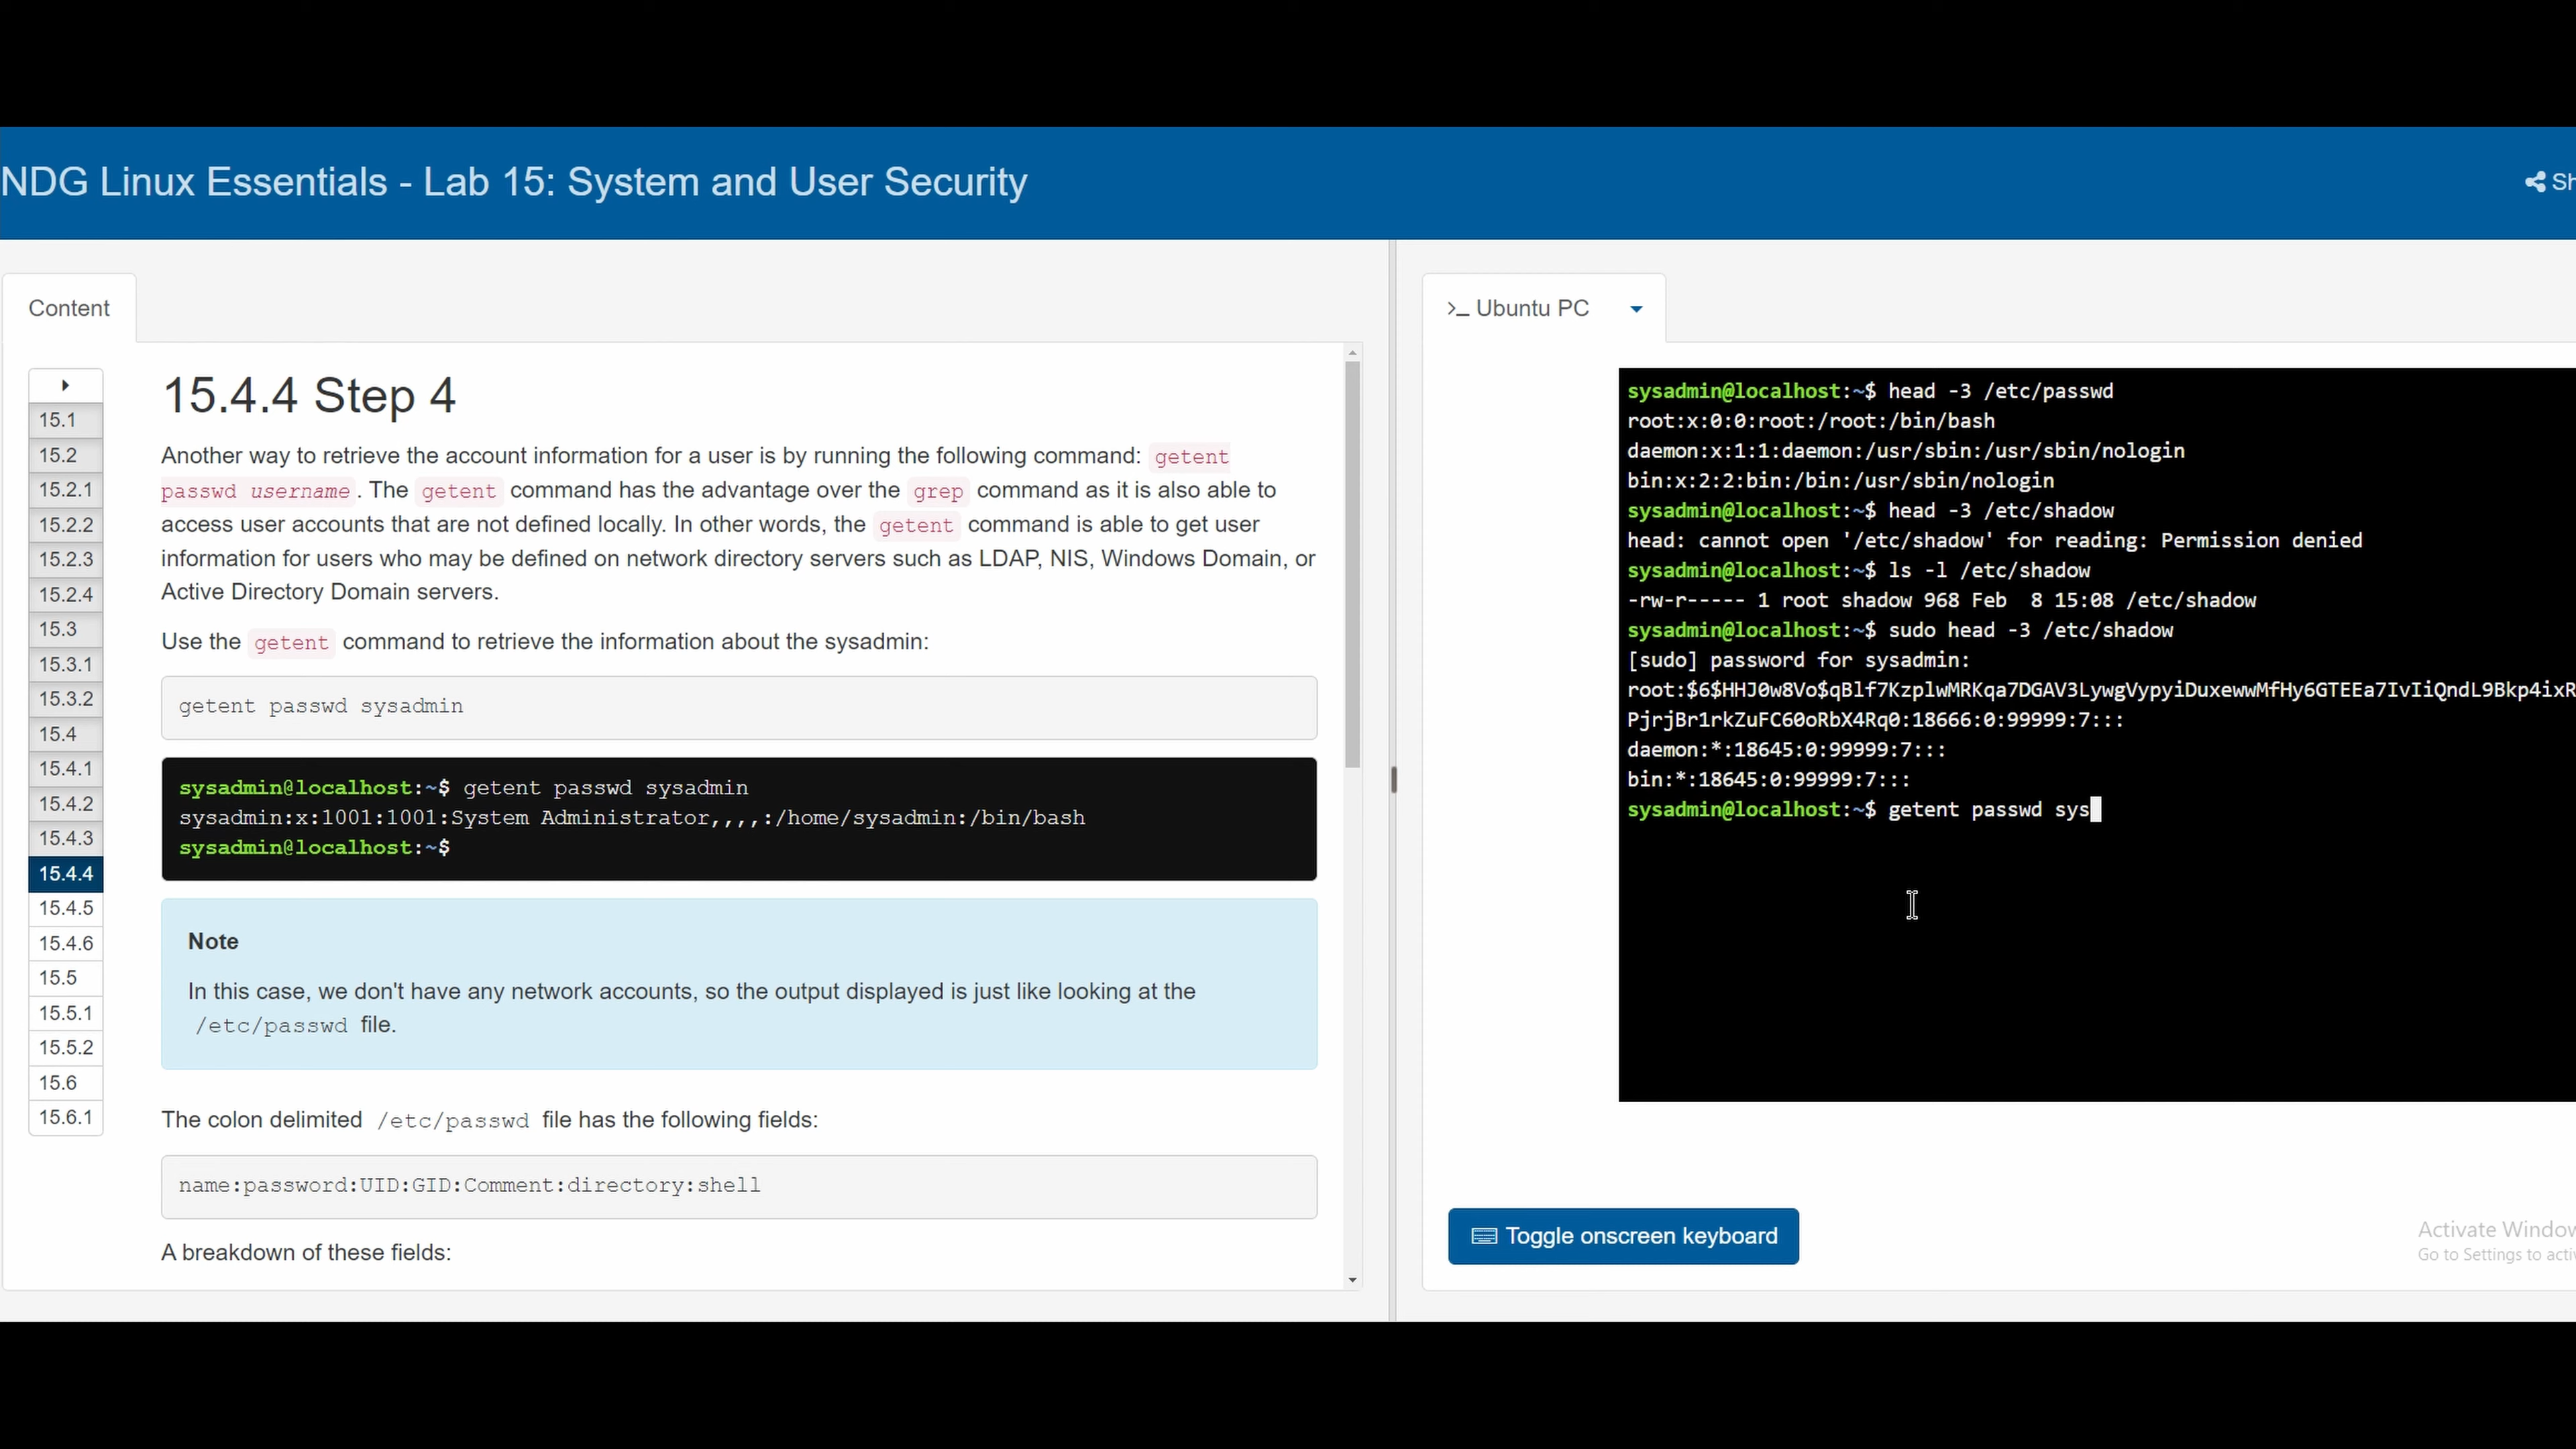 NDG Linux Essentials - Lab 15: System and User Security
Sh
Content
15.1
15.2
15.2.1
15.2.2
15.2.3
15.2.4
15.3
15.3.1
15.3.2
15.4
15.4.1
15.4.2
15.4.3
15.4.4
15.4.5
15.4.6
15.5
15.5.1
15.5.2
15.6
15.6.1
15.4.4 Step 4
Another way to retrieve the account information for a user is by running the following command: getent
passwd username . The getent command has the advantage over the grep command as it is also able to
access user accounts that are not defined locally. In other words, the getent command is able to get user
information for users who may be defined on network directory servers such as LDAP, NIS, Windows Domain, or
Active Directory Domain servers.
Use the getent command to retrieve the information about the sysadmin:
getent passwd sysadmin
sysadmin@localhost:~$ getent passwd sysadmin
sysadmin:x:1001:1001:System Administrator,,,,:/home/sysadmin:/bin/bash
sysadmin@localhost:~$
Note
In this case, we don't have any network accounts, so the output displayed is just like looking at the
/etc/passwd file.
The colon delimited /etc/passwd file has the following fields:
name:password:UID:GID:Comment:directory:shell
A breakdown of these fields:
>_ Ubuntu PC
sysadmin@localhost:~$ head -3 /etc/passwd
root:x:0:0:root:/root:/bin/bash
daemon:x:1:1:daemon:/usr/sbin:/usr/sbin/nologin
bin:x:2:2:bin:/bin:/usr/sbin/nologin
sysadmin@localhost:~$ head -3 /etc/shadow
head: cannot open '/etc/shadow' for reading: Permission denied
sysadmin@localhost:~$ ls -l /etc/shadow
-rw-r----- 1 root shadow 968 Feb  8 15:08 /etc/shadow
sysadmin@localhost:~$ sudo head -3 /etc/shadow
[sudo] password for sysadmin:
root:$6$HHJ0w8Vo$qBlf7KzplwMRKqa7DGAV3LywgVypyiDuxewwMfHy6GTEEa7IvIiQndL9Bkp4ixR
PjrjBr1rkZuFC60oRbX4Rq0:18666:0:99999:7:::
daemon:*:18645:0:99999:7:::
bin:*:18645:0:99999:7:::
sysadmin@localhost:~$ getent passwd sys
Toggle onscreen keyboard
Activate Window
Go to Settings to activ